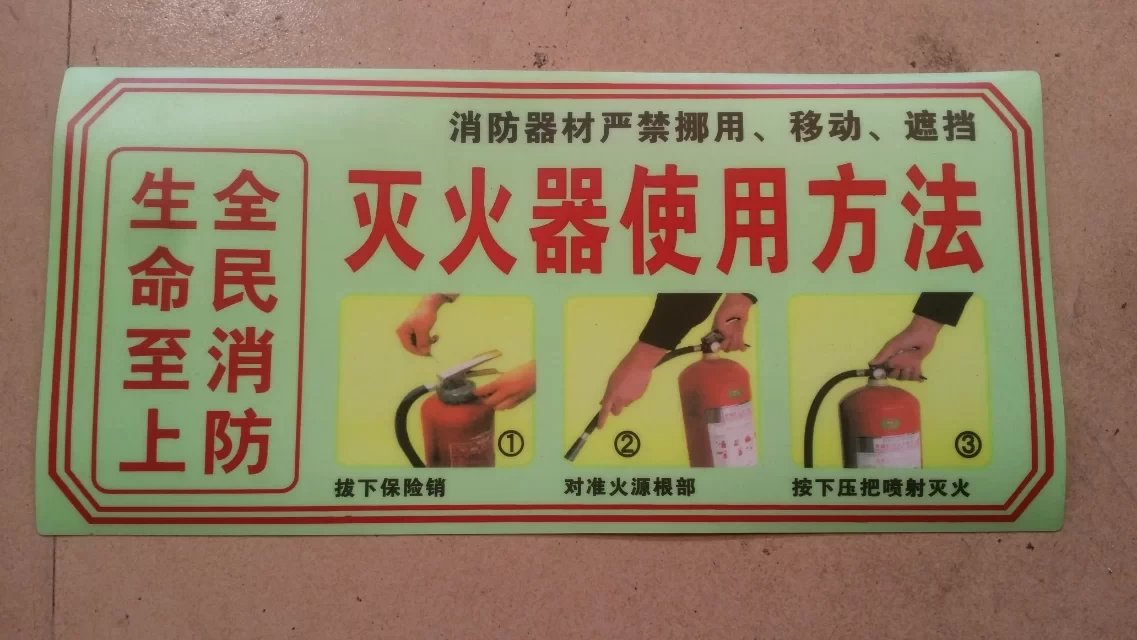 消防器材严禁挪用、移动、遮挡
灭火器使用方法
全民消防
生命至上
①
②
③
拔下保险销
对准火源根部
按下压把喷射灭火